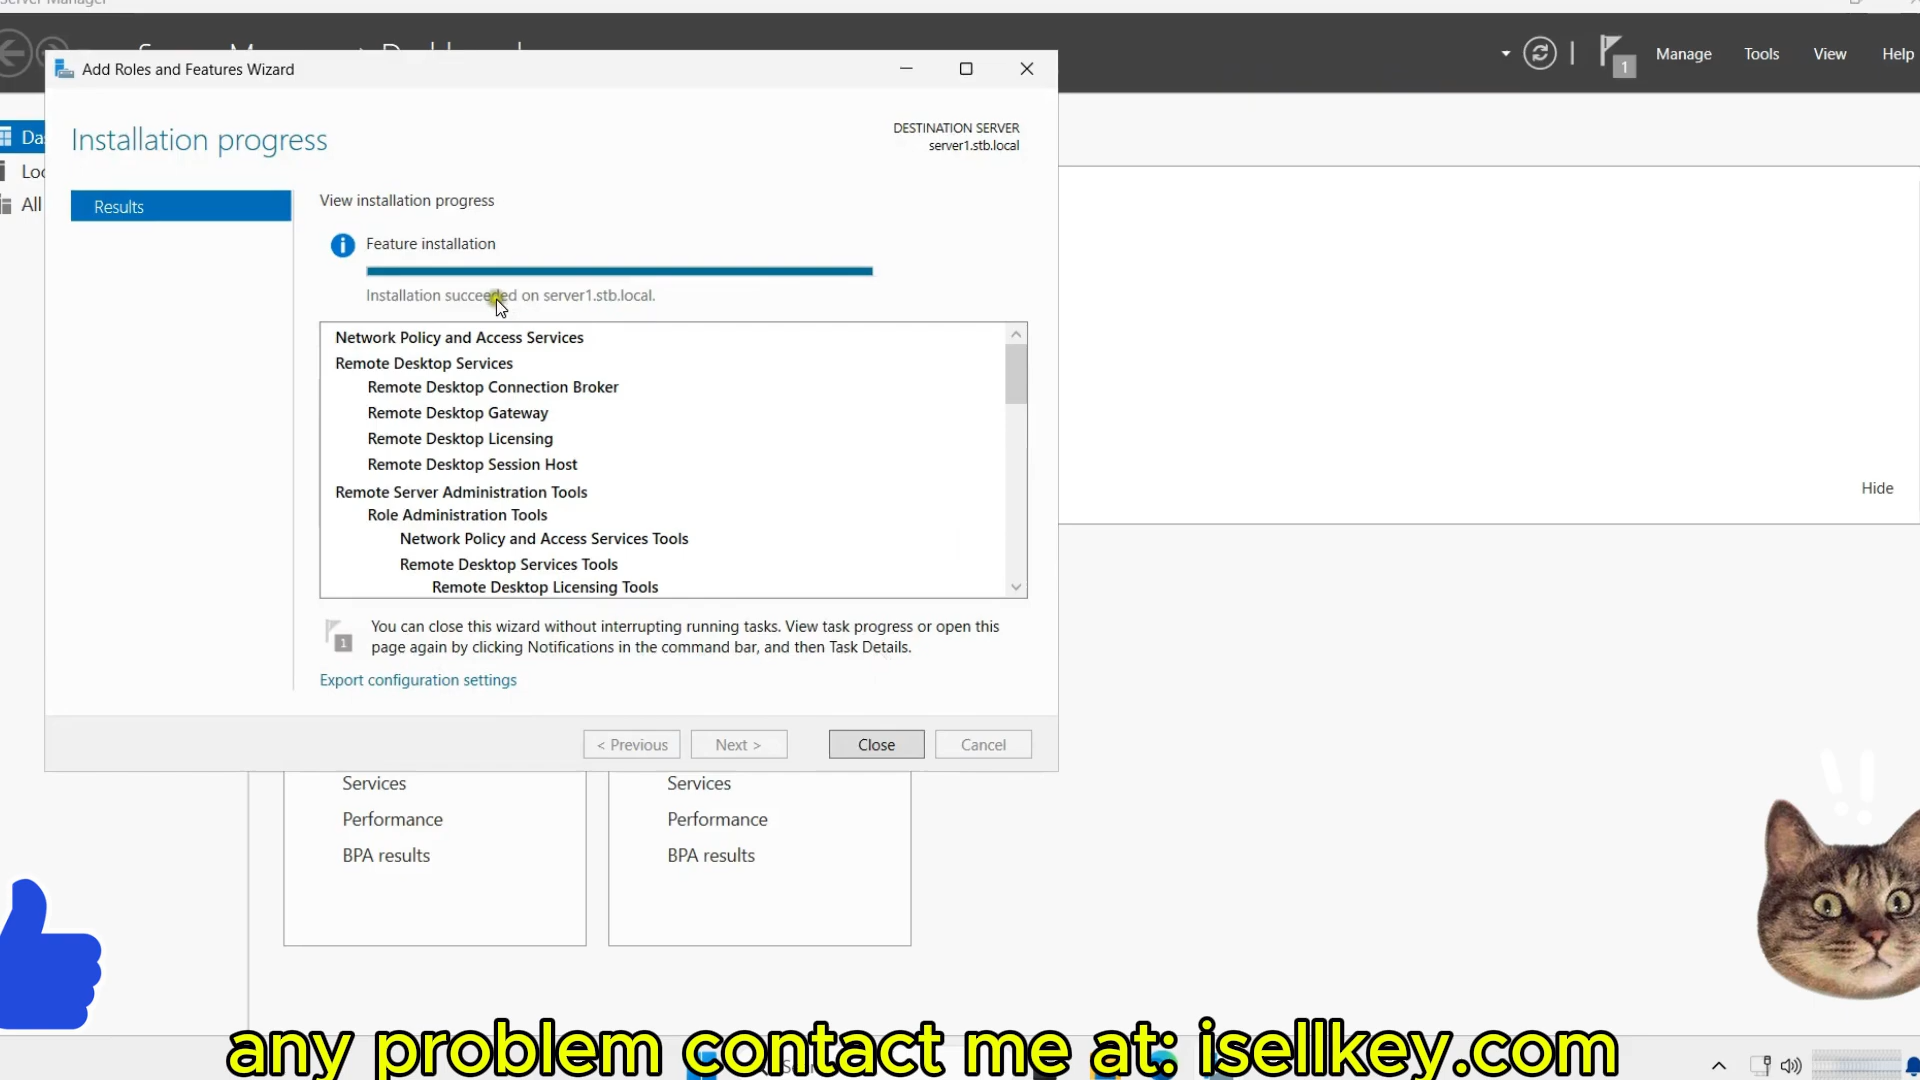 Server Manager
Manage
Tools
View
Help
1
Add Roles and Features Wizard
Installation progress
DESTINATION SERVER
server1.stb.local
Results
View installation progress
Feature installation
Installation succeeded on server1.stb.local.
Network Policy and Access Services
Remote Desktop Services
Remote Desktop Connection Broker
Remote Desktop Gateway
Remote Desktop Licensing
Remote Desktop Session Host
Remote Server Administration Tools
Role Administration Tools
Network Policy and Access Services Tools
Remote Desktop Services Tools
Remote Desktop Licensing Tools
1
You can close this wizard without interrupting running tasks. View task progress or open this
page again by clicking Notifications in the command bar, and then Task Details.
Export configuration settings
< Previous
Next >
Close
Cancel
All
Hide
Services
Performance
BPA results
Services
Performance
BPA results
!!
any problem contact me at: isellkey.com